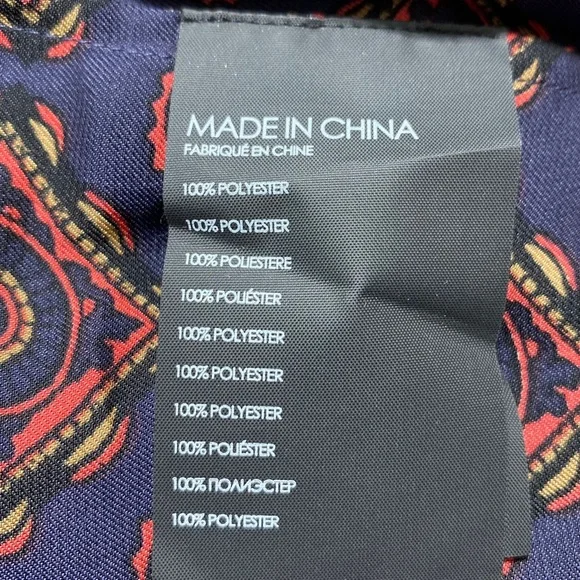 MADE IN CHINA
FABRIQUÉ EN CHINE
100% POLYESTER
100% POLYESTER
100% POLIESTERE
100% POLIÉSTER
100% POLYESTER
100% POLYESTER
100% POLYESTER
100% POLIÉSTER
100% ПОЛИЭСТЕР
100% POLYESTER